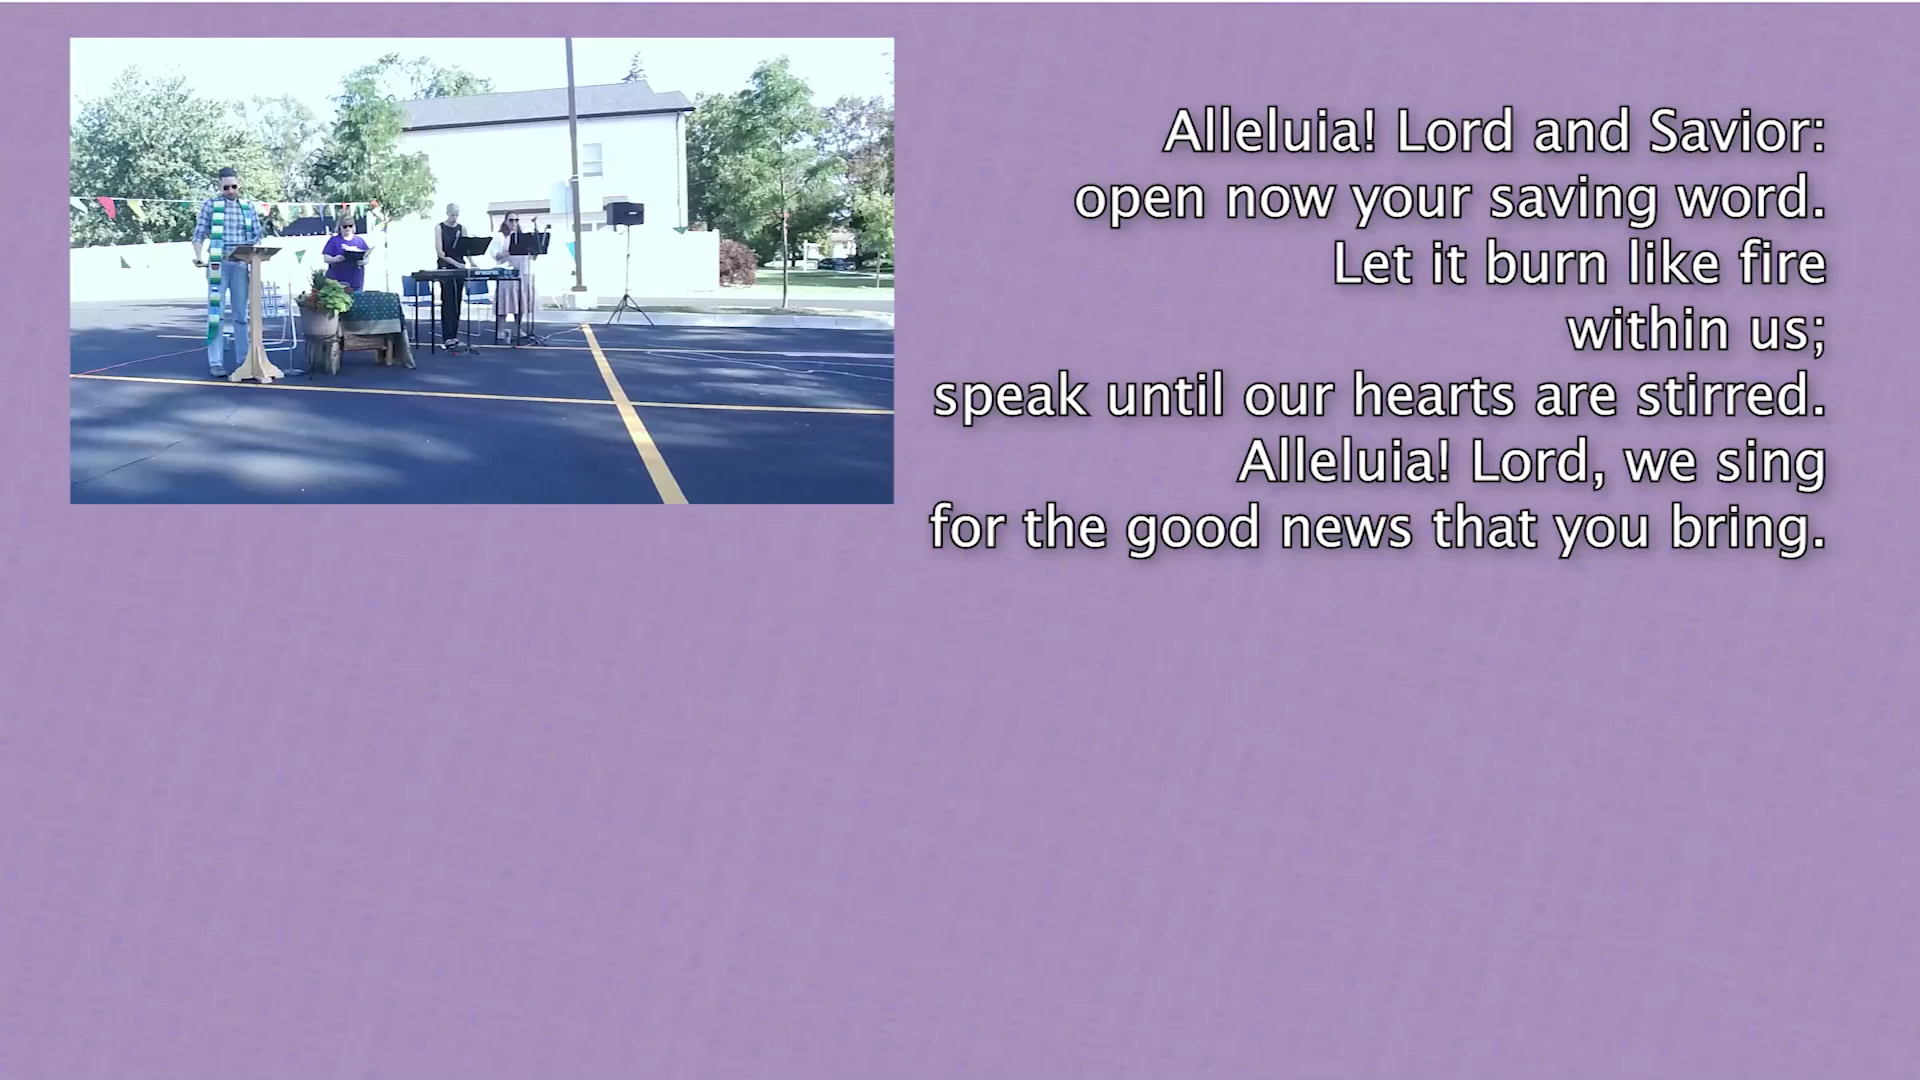 Alleluia! Lord and Savior:
open now your saving word.
Let it burn like fire
within us;
speak until our hearts are stirred.
Alleluia! Lord, we sing
for the good news that you bring.